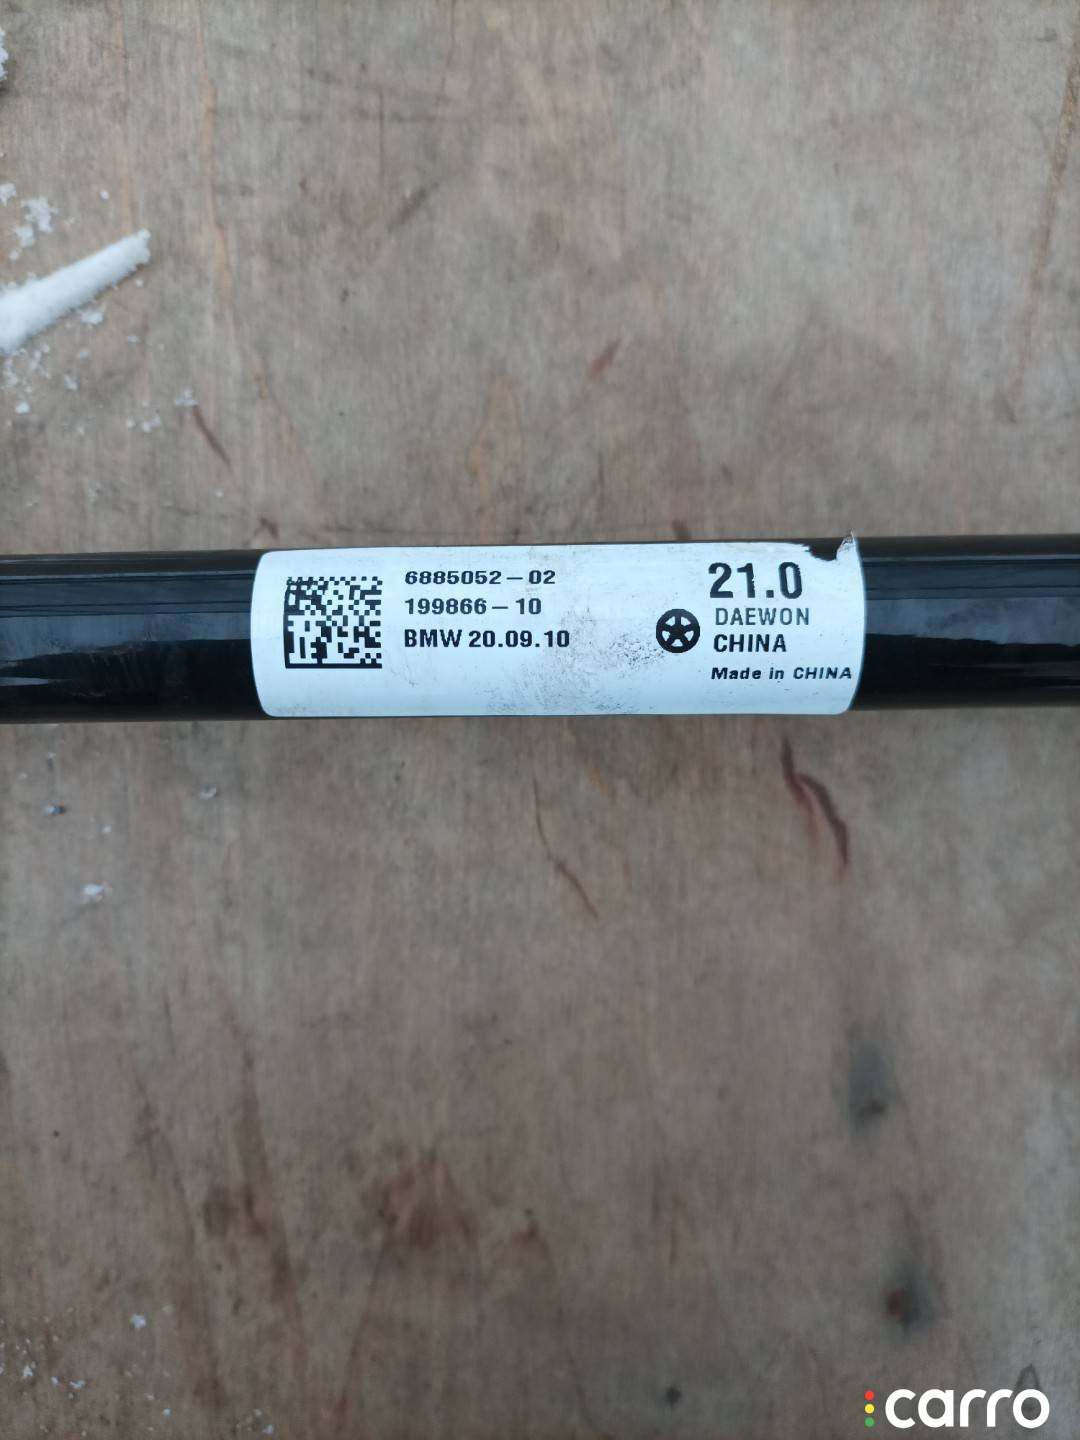 6885052-02
199866-10
BMW 20.09.10
21.0
DAEWON
CHINA
Made in CHINA
carro